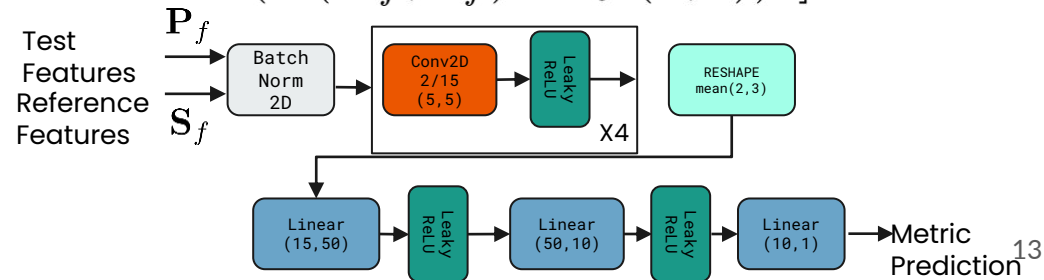 Test
Features
Reference
Features
P_f
S_f
Batch
Norm
2D
Conv2D
2/15
(5,5)
Leaky
ReLU
X4
RESHAPE
mean(2,3)
Linear
(15,50)
Leaky
ReLU
Linear
(50,10)
Leaky
ReLU
Linear
(10,1)
Metric
Prediction
13